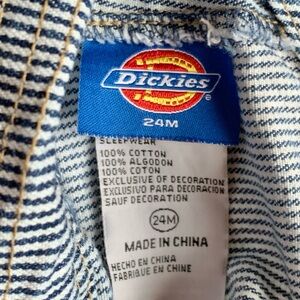 Dickies
24M
SLEEPWEAR
100% COTTON
100% ALGODON
100% COTON
EXCLUSIVE OF DECORATION
EXCLUSIVO PARA DECORACION
SAUF DECORATION
24M
MADE IN CHINA
HECHO EN CHINA
FABRIQUE EN CHINE